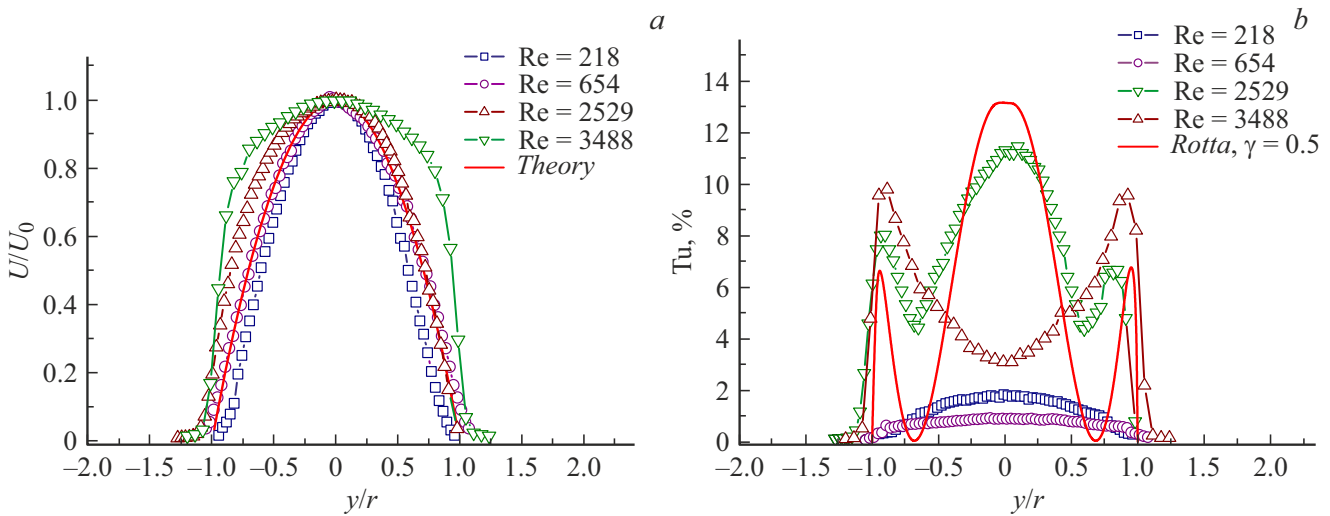 a
Re = 218
Re = 654
Re = 2529
Re = 3488
Theory
1.0
0.8
0.6
0.4
0.2
0
U/U0
–2.0 –1.5 –1.0 –0.5 0 0.5 1.0 1.5 2.0
y/r
b
Re = 218
Re = 654
Re = 2529
Re = 3488
Rotta, γ = 0.5
14
12
10
8
6
4
2
0
Tu, %
–2.0 –1.5 –1.0 –0.5 0 0.5 1.0 1.5 2.0
y/r